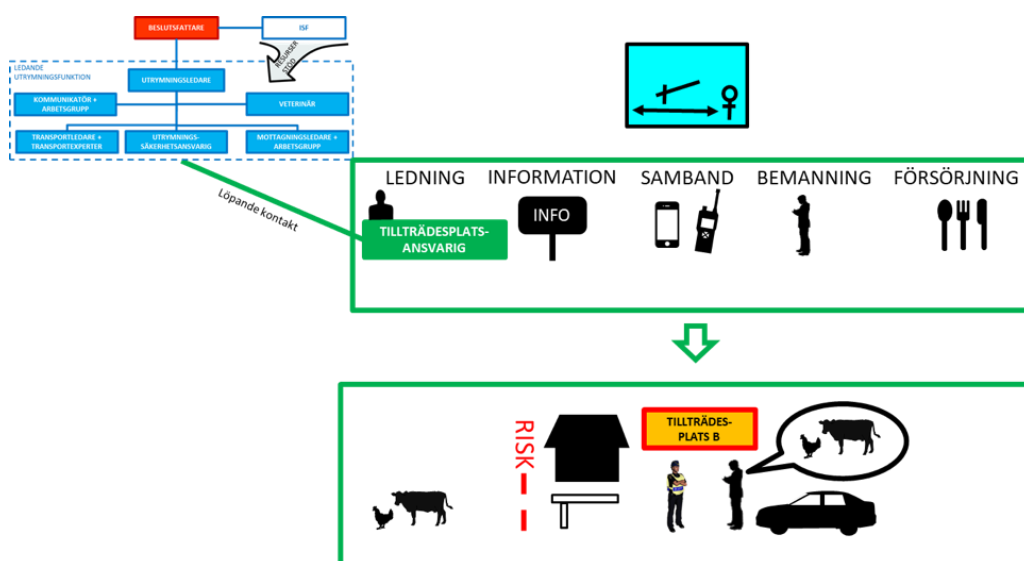 BESLUTSFATTARE
ISF
RESURSER
STÖD
LEDANDE
UTRYMNINGSFUNKTION
UTRYMNINGSLEDARE
KOMMUNIKATÖR +
ARBETSGRUPP
VETERINÄR
TRANSPORTLEDARE +
TRANSPORTEXPERTER
UTRYMNINGS-
SÄKERHETSANSVARIG
MOTTAGNINGSLEDARE +
ARBETSGRUPP
Löpande kontakt
LEDNING
INFORMATION
SAMBAND
BEMANNING
FÖRSÖRJNING
INFO
TILLTRÄDESPLATS-
ANSVARIG
RISK
TILLTRÄDES-
PLATS B